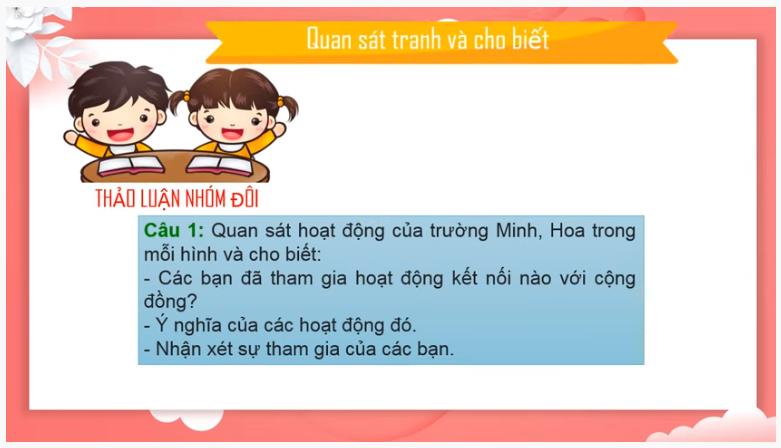 Quan sát tranh và cho biết
THẢO LUẬN NHÓM ĐÔI
Câu 1: Quan sát hoạt động của trường Minh, Hoa trong
mỗi hình và cho biết:
- Các bạn đã tham gia hoạt động kết nối nào với cộng
đồng?
- Ý nghĩa của các hoạt động đó.
- Nhận xét sự tham gia của các bạn.